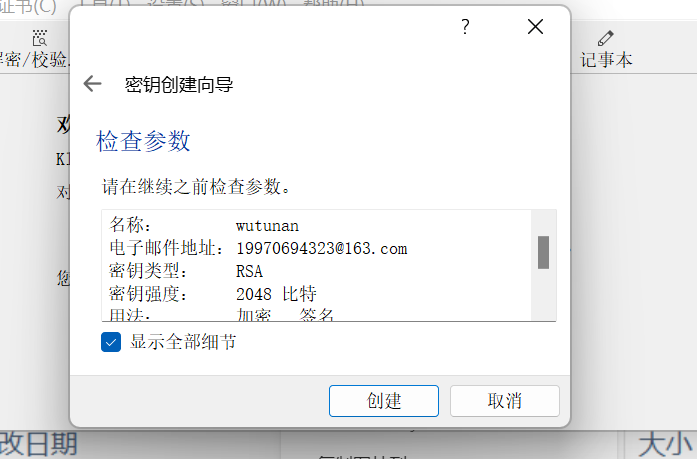 证书(C)
密/校验
记事本
密钥创建向导
检查参数
请在继续之前检查参数。
名称： wutunan
电子邮件地址： 19970694323@163.com
密钥类型： RSA
密钥强度： 2048 比特
用法： 加密 签名
显示全部细节
创建
取消
对
您
改日期
大小